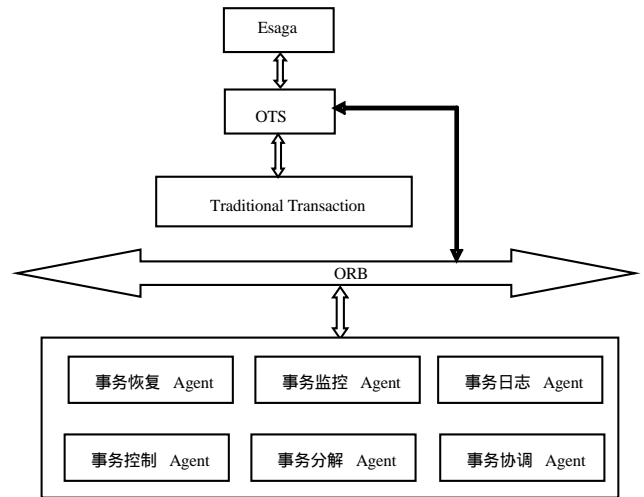 Esaga
OTS
Traditional Transaction
ORB
事务恢复 Agent
事务监控 Agent
事务日志 Agent
事务控制 Agent
事务分解 Agent
事务协调 Agent